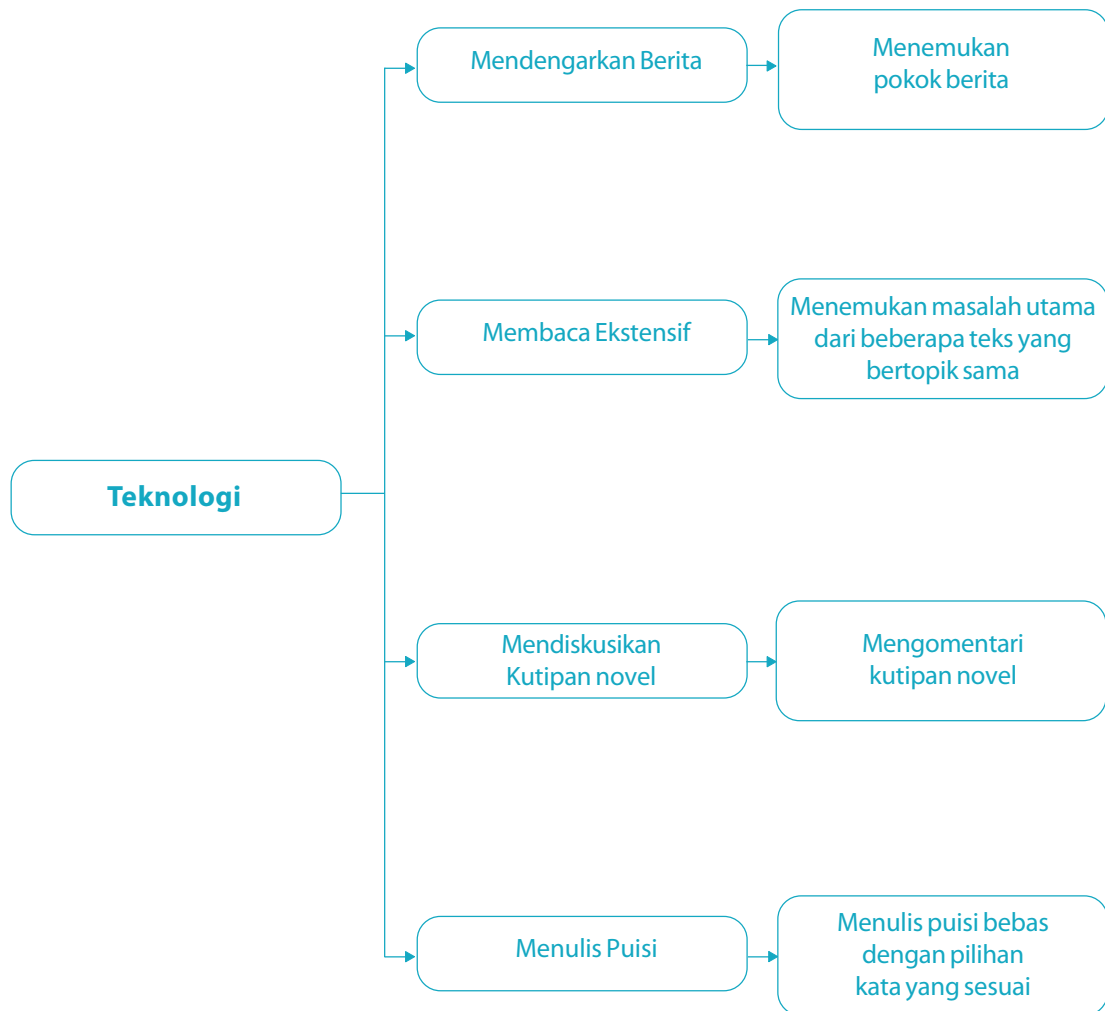 Mendengarkan Berita
Menemukan
pokok berita
Membaca Ekstensif
Menemukan masalah utama
dari beberapa teks yang
bertopik sama
Teknologi
Mendiskusikan
Kutipan novel
Mengomentari
kutipan novel
Menulis Puisi
Menulis puisi bebas
dengan pilihan
kata yang sesuai